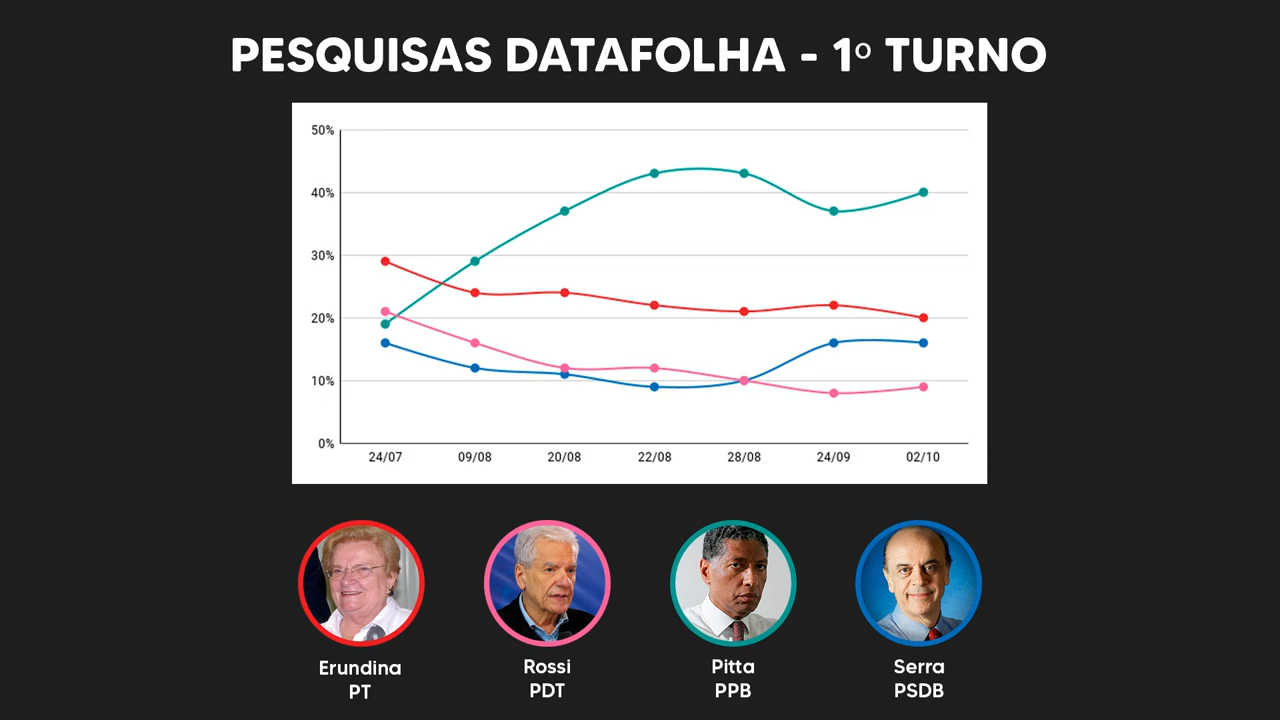 PESQUISAS DATAFOLHA - 1º TURNO
50%
40%
30%
20%
10%
0%
24/07 09/08 20/08 22/08 28/08 24/09 02/10
Erundina Rossi Pitta Serra
PT PDT PPB PSDB